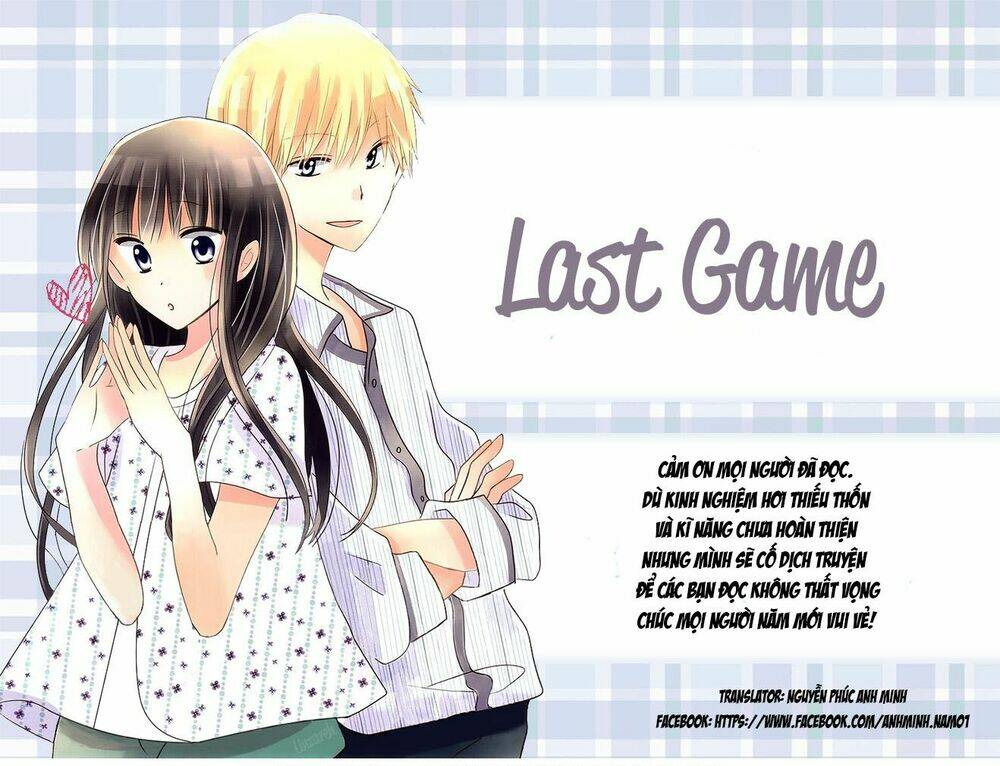 Last Game
CẢM ƠN MỌI NGƯỜI ĐÃ ĐỌC.
DÙ KINH NGHIỆM HƠI THIẾU THỐN
VÀ KĨ NĂNG CHƯA HOÀN THIỆN
NHƯNG MÌNH SẼ CỐ DỊCH TRUYỆN
ĐỂ CÁC BẠN ĐỌC KHÔNG THẤT VỌNG
CHÚC MỌI NGƯỜI NĂM MỚI VUI VẺ!
TRANSLATOR: NGUYỄN PHÚC ANH MINH
FACEBOOK: HTTPS://WWW.FACEBOOK.COM/ANHMINH.NAM01